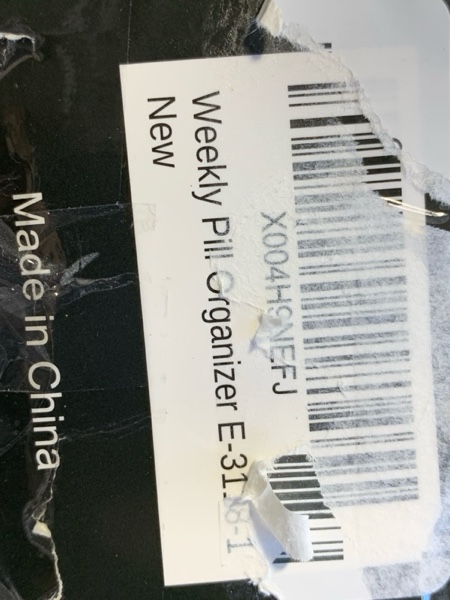 X004H9NEFJ
Weekly Pill Organizer
New
Made in China